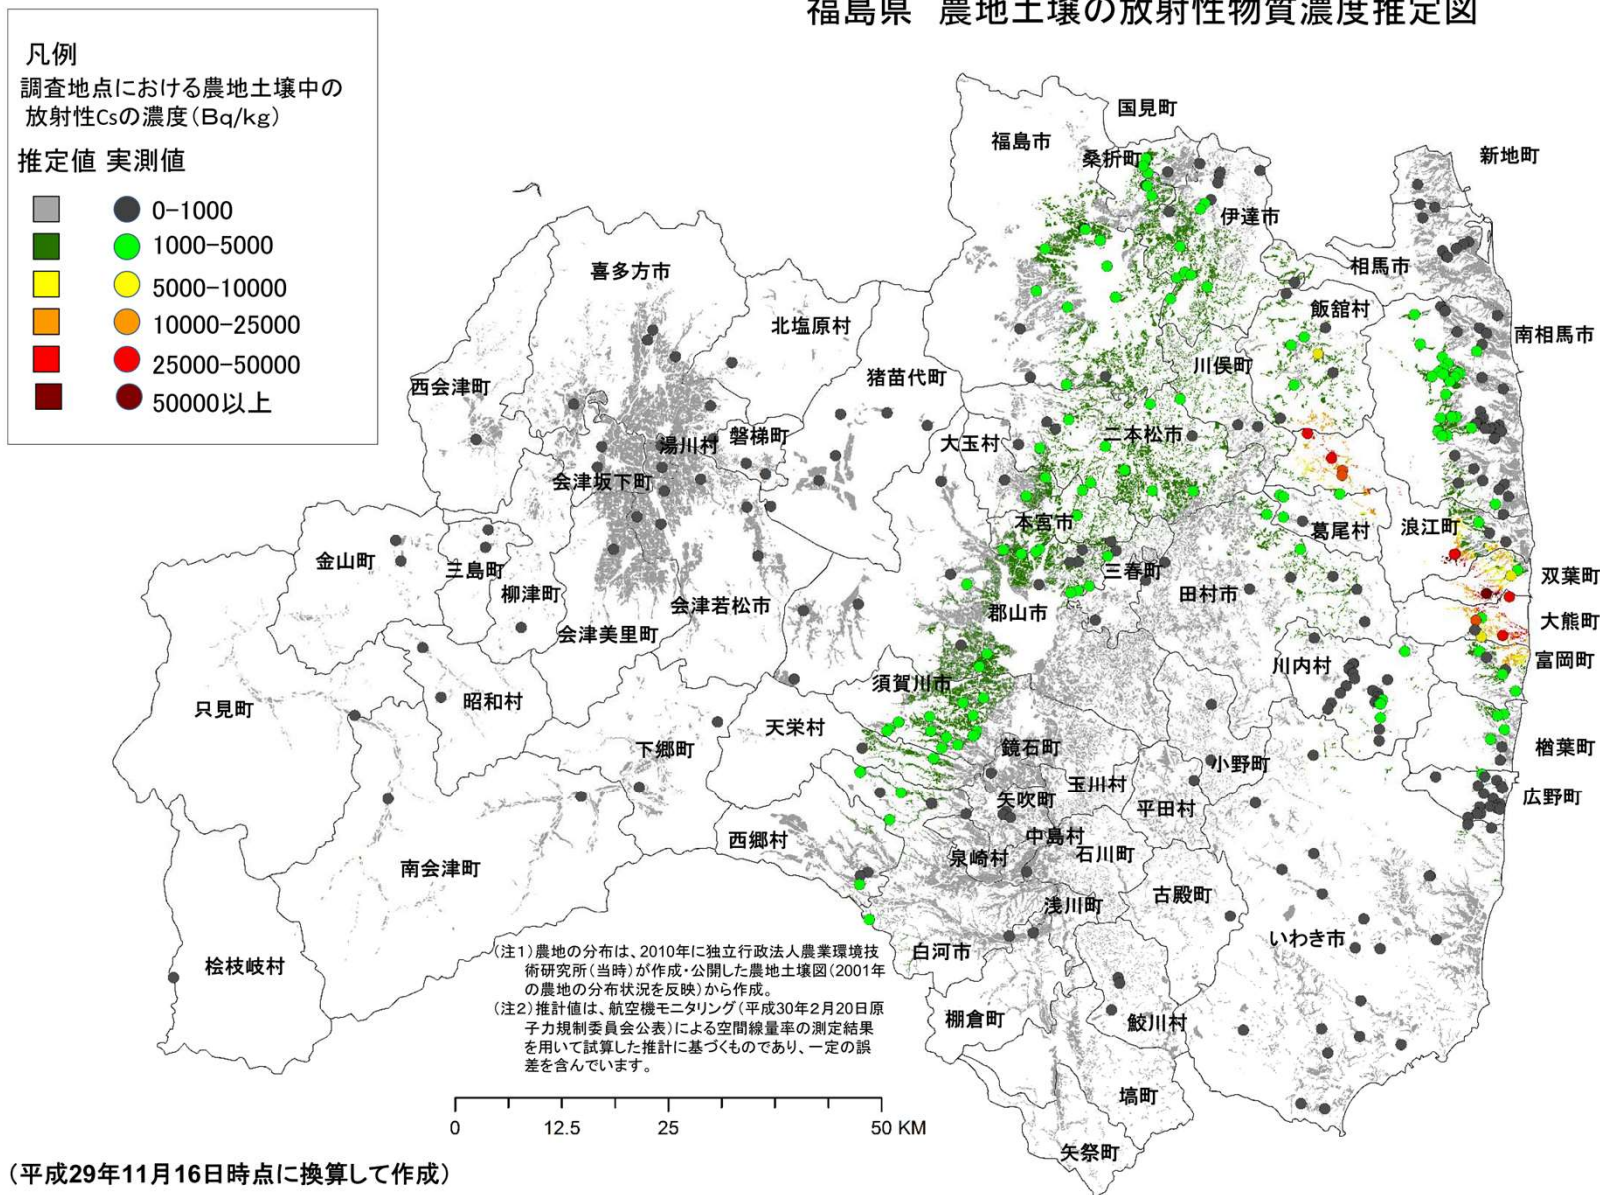 福島県　農地土壌の放射性物質濃度推定図
凡例
調査地点における農地土壌中の
放射性Csの濃度(Bq/kg)
推定値 実測値
0-1000
1000-5000
5000-10000
10000-25000
25000-50000
50000以上
国見町
福島市
桑折町
新地町
伊達市
相馬市
喜多方市
飯舘村
北塩原村
南相馬市
川俣町
猪苗代町
西会津町
磐梯町
二本松市
湯川村
大玉村
会津坂下町
本宮市
葛尾村
浪江町
金山町
三島町
三春町
双葉町
柳津町
田村市
会津若松市
郡山市
大熊町
会津美里町
富岡町
川内村
須賀川市
昭和村
只見町
天栄村
下郷町
鏡石町
楢葉町
小野町
玉川村
広野町
矢吹町
平田村
中島村
西郷村
石川町
泉崎村
南会津町
古殿町
浅川町
いわき市
白河市
檜枝岐村
(注1)農地の分布は、2010年に独立行政法人農業環境技
術研究所(当時)が作成・公開した農地土壌図(2001年
の農地の分布状況を反映)から作成。
(注2)推計値は、航空機モニタリング(平成30年2月20日原
子力規制委員会公表)による空間線量率の測定結果
を用いて試算した推計に基づくものであり、一定の誤
差を含んでいます。
棚倉町
鮫川村
塙町
矢祭町
0 12.5 25 50 KM
(平成29年11月16日時点に換算して作成)